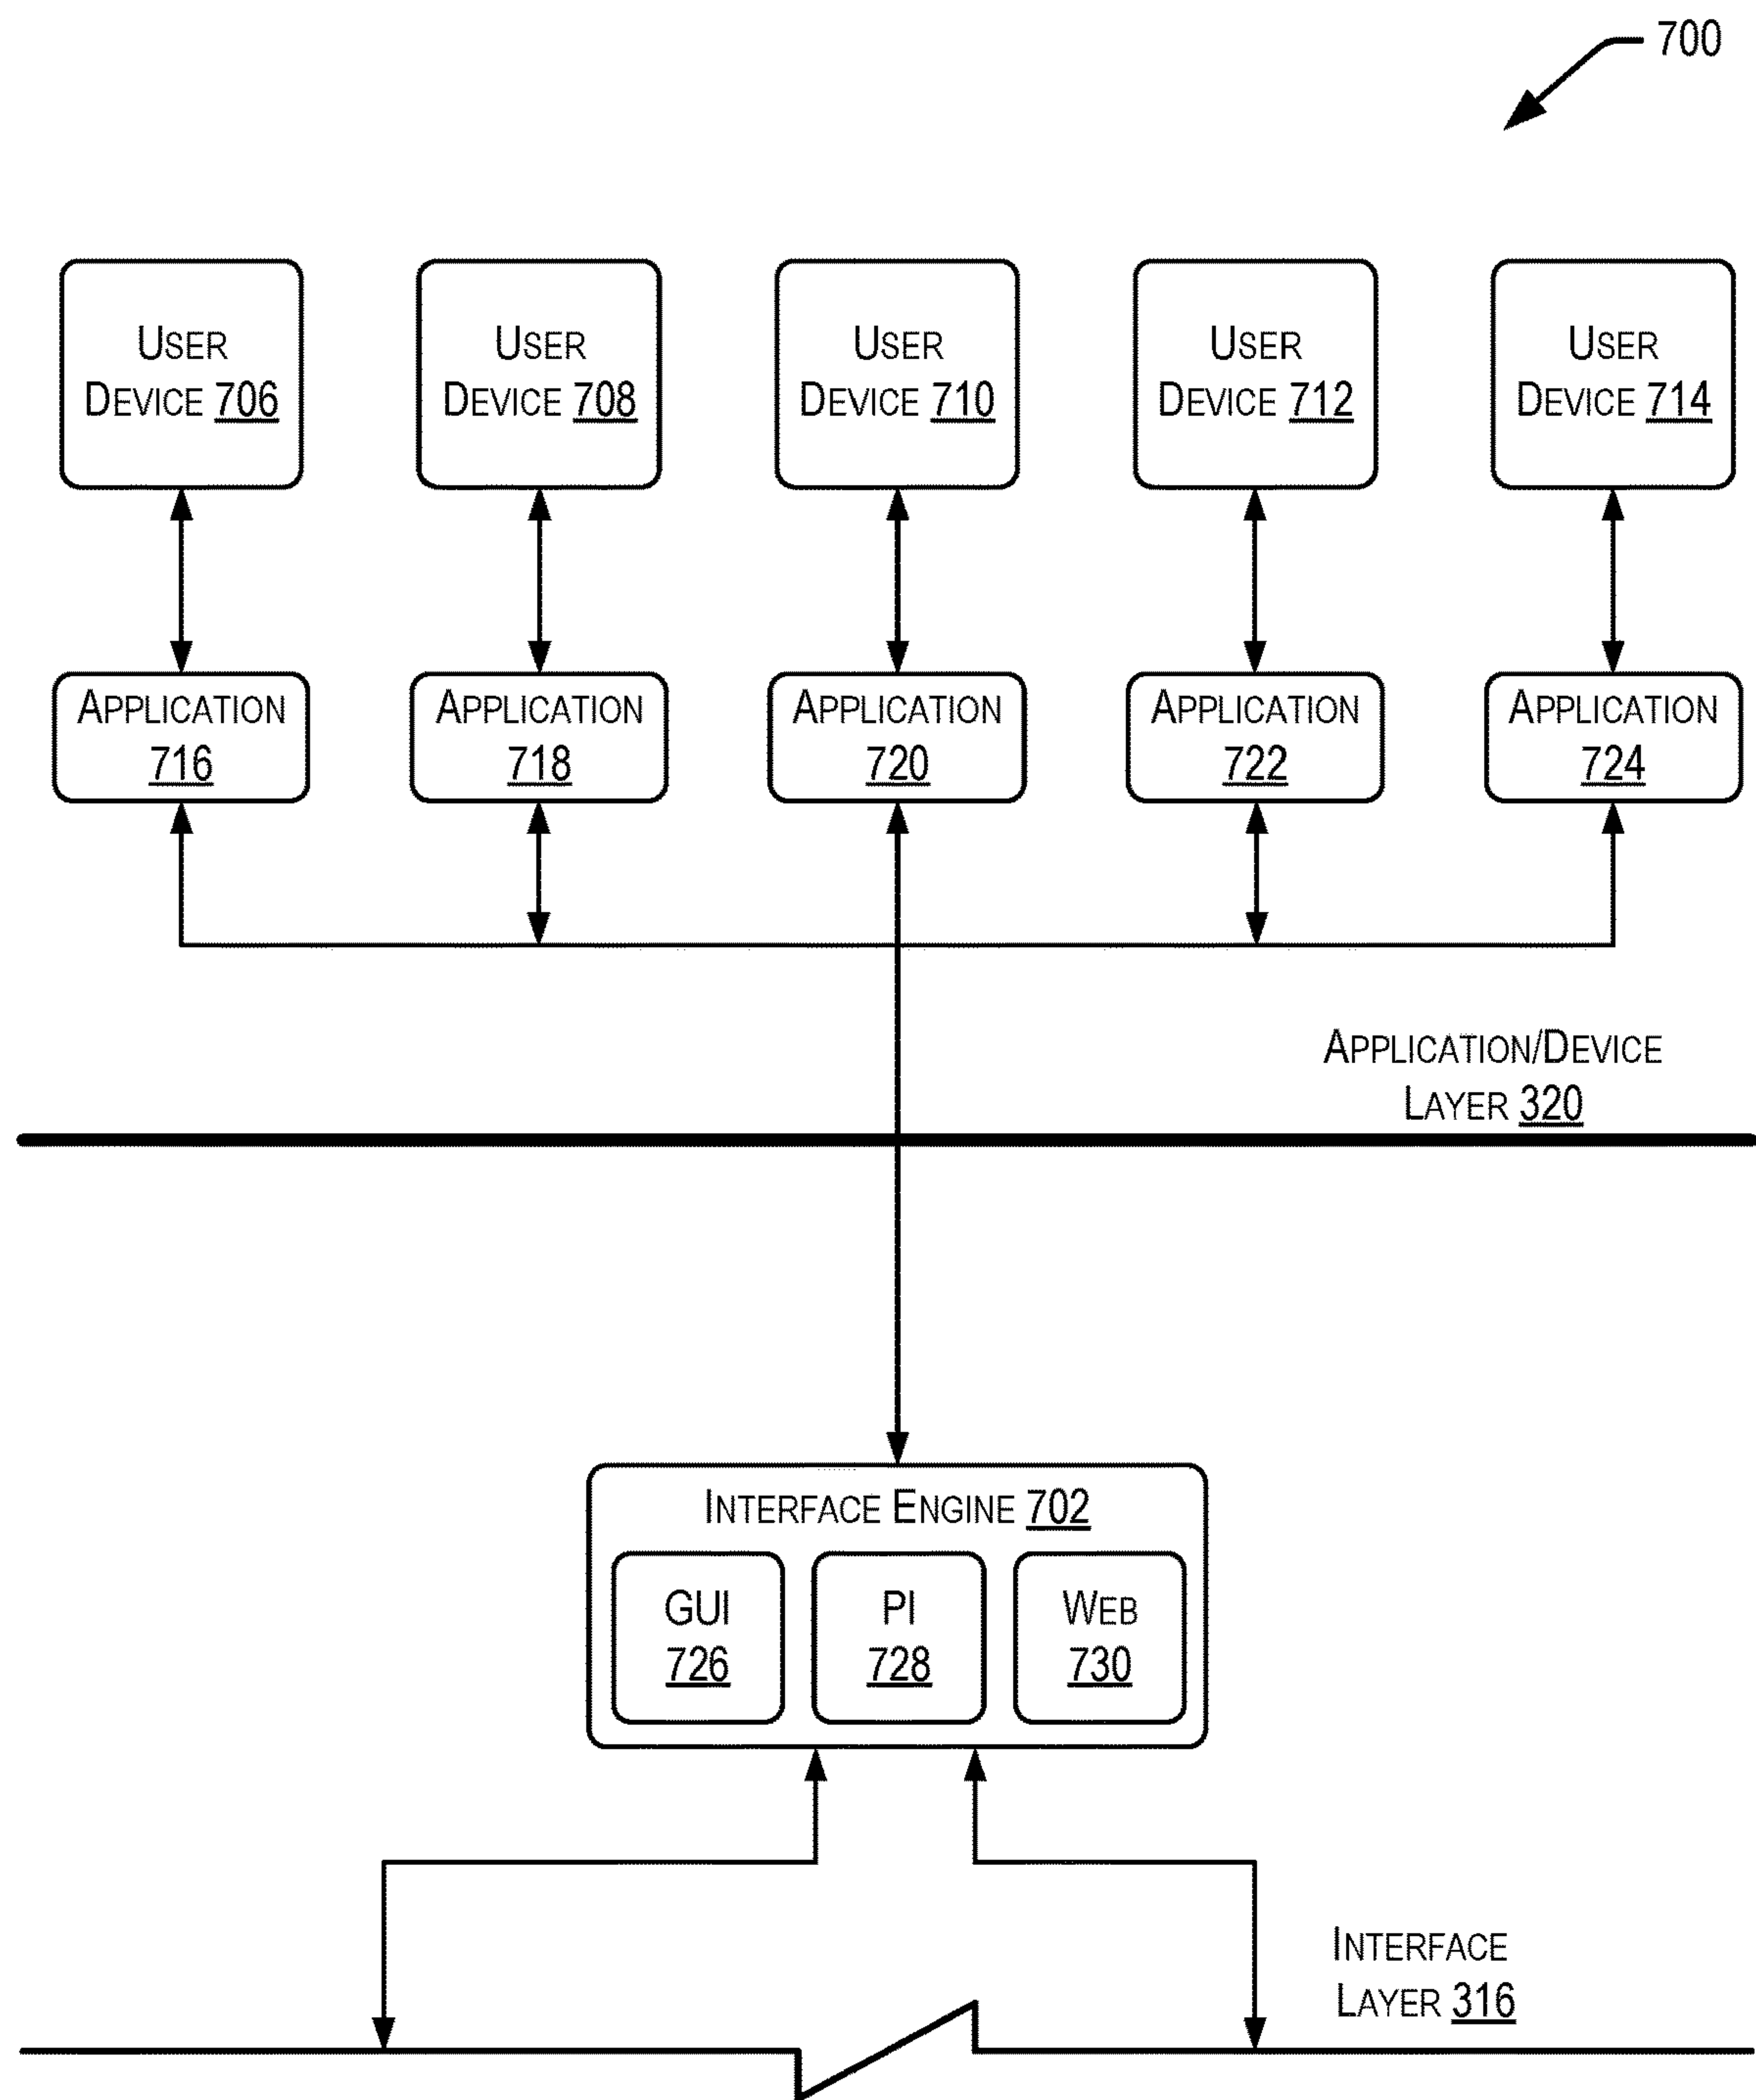 700
USER USER USER USER USER
DEVICE 706 DEVICE 708 DEVICE 710 DEVICE 712 DEVICE 714
APPLICATION APPLICATION APPLICATION APPLICATION APPLICATION
716 718 720 722 724
APPLICATION/DEVICE
LAYER 320
INTERFACE ENGINE 702
GUI PI WEB
726 728 730
INTERFACE
LAYER 316